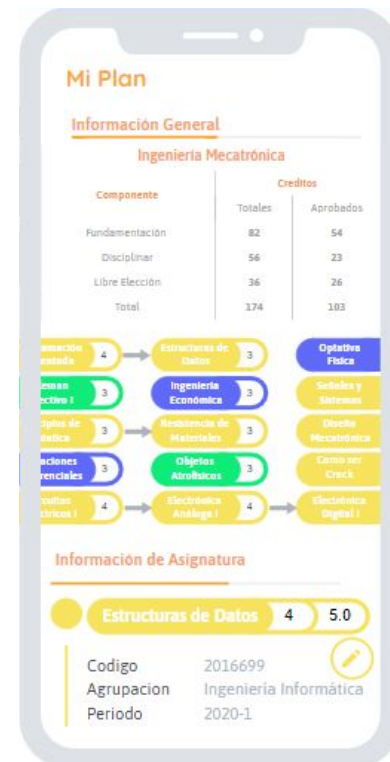 Mi Plan
Información General
Ingeniería Mecatrónica
Componente Creditos
Totales Aprobados
Fundamentación 82 54
Disciplinar 56 23
Libre Elección 36 26
Total 174 103
4 Estructuras de Datos 3 Optativa Física
3 Ingeniería Económica 3 Señales y Sistemas
3 Resistencia de Materiales 3 Diseño Mecatrónica
3 Objetos Atrofísicos 3 Como ser Crack
4 Electrónica Análoga I 4 Electrónica Digital I
Información de Asignatura
Estructuras de Datos 4 5.0
Codigo 2016699
Agrupacion Ingeniería Informática
Periodo 2020-1